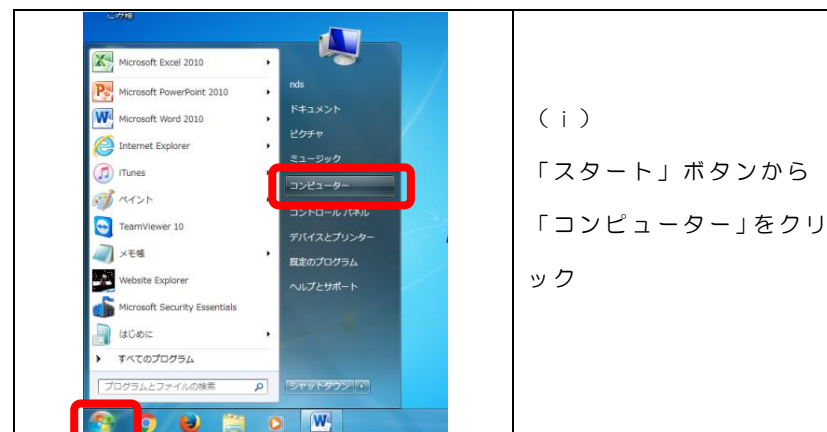 ごみ箱
Microsoft Excel 2010
Microsoft PowerPoint 2010
Microsoft Word 2010
Internet Explorer
iTunes
ペイント
TeamViewer 10
メモ帳
Website Explorer
Microsoft Security Essentials
はじめに
すべてのプログラム
プログラムとファイルの検索
nds
ドキュメント
ピクチャ
ミュージック
コンピューター
コントロール パネル
デバイスとプリンター
既定のプログラム
ヘルプとサポート
シャットダウン
（ｉ）
「スタート」ボタンから
「コンピューター」をクリ
ック